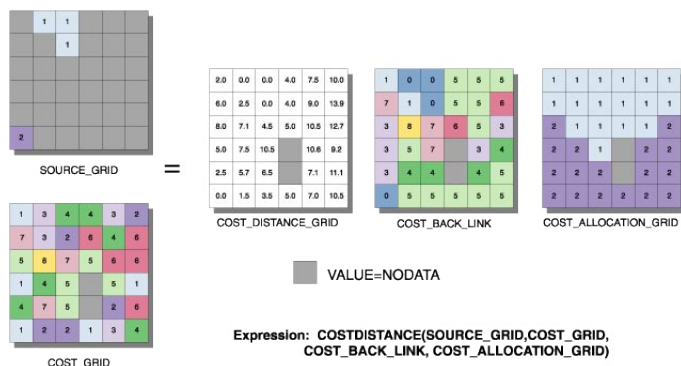 1 1
1
2
SOURCE_GRID
=
2.0 0.0 0.0 4.0 7.5 10.0
6.0 2.5 0.0 4.0 9.0 13.9
8.0 7.1 4.5 5.0 10.5 12.7
5.0 7.5 10.5 10.6 9.2
2.5 5.7 6.5 7.1 11.1
0.0 1.5 3.5 5.0 7.0 10.5
COST_DISTANCE_GRID
1 0 0 5 5 5
7 1 0 5 5 6
3 8 7 6 5 3
3 5 7 3 4
3 4 4 4 5
0 5 5 5 5 5
COST_BACK_LINK
1 1 1 1 1 1
1 1 1 1 1 1
2 1 1 1 1 2
2 2 1 2 2
2 2 2 2 2
2 2 2 2 2 2
COST_ALLOCATION_GRID
1 3 4 4 3 2
7 3 2 6 4 6
5 8 7 5 6 6
1 4 5 5 1
4 7 5 2 6
1 2 2 1 3 4
COST_GRID
VALUE=NODATA
Expression: COSTDISTANCE(SOURCE_GRID,COST_GRID,
COST_BACK_LINK, COST_ALLOCATION_GRID)